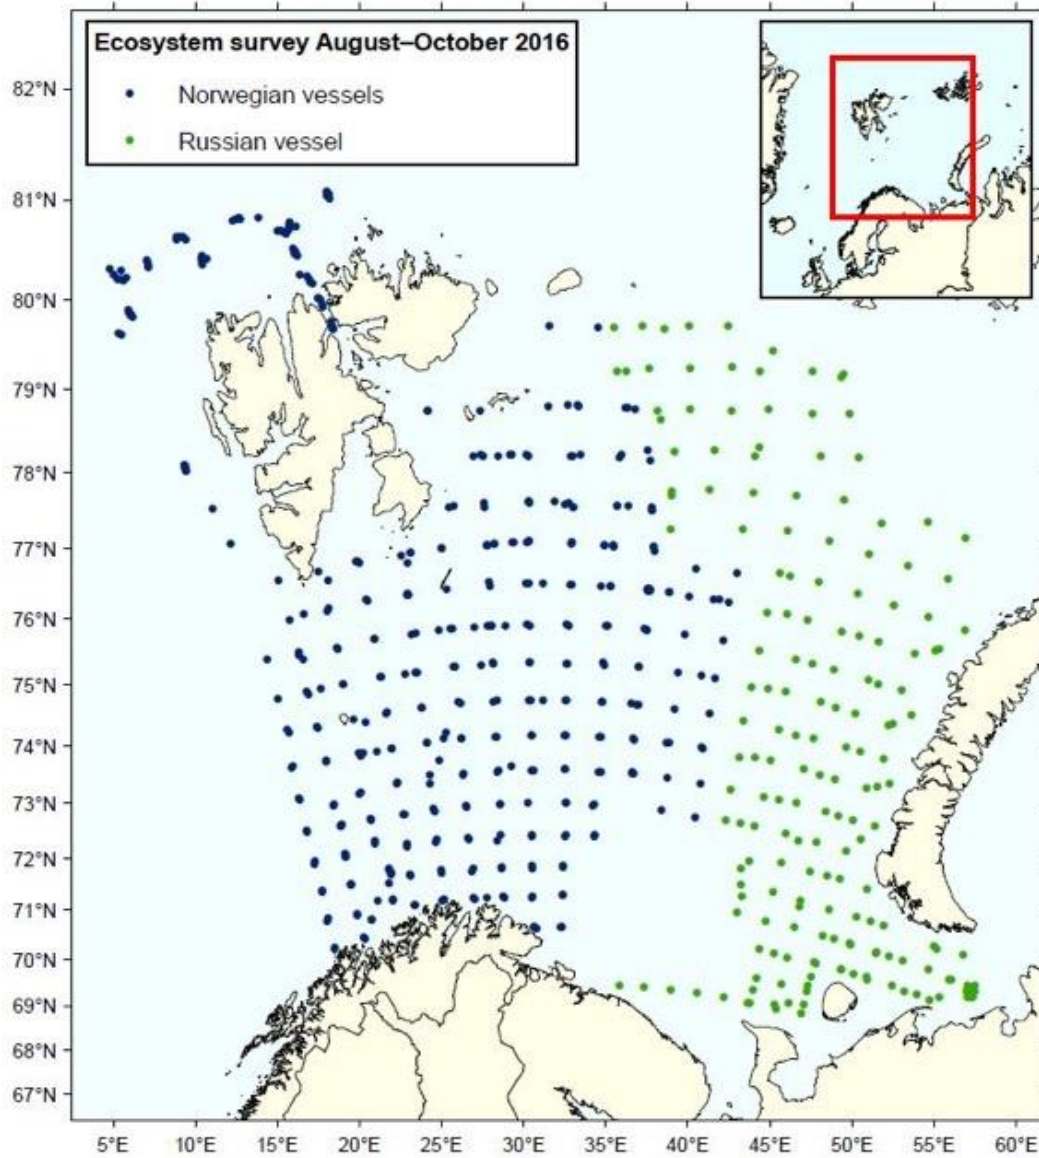 Ecosystem survey August–October 2016
Norwegian vessels
Russian vessel
82°N
81°N
80°N
79°N
78°N
77°N
76°N
75°N
74°N
73°N
72°N
71°N
70°N
69°N
68°N
67°N
5°E 10°E 15°E 20°E 25°E 30°E 35°E 40°E 45°E 50°E 55°E 60°E